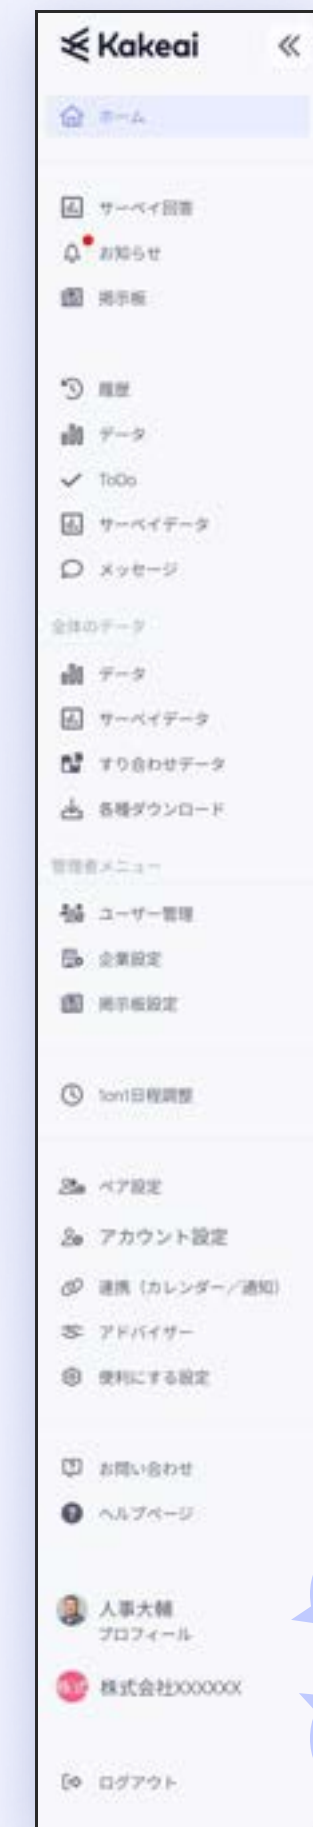 Kakeai
ホーム
サーベイ回答
お知らせ
掲示板
履歴
データ
ToDo
サーベイデータ
メッセージ
全体のデータ
データ
サーベイデータ
すり合わせデータ
各種ダウンロード
管理者メニュー
ユーザー管理
企業設定
掲示板設定
1on1日程調整
ペア設定
アカウント設定
連携（カレンダー／通知）
アドバイザー
便利にする設定
お問い合わせ
ヘルプページ
人事大輔
プロフィール
株式
株式会社XXXXXX
ログアウト